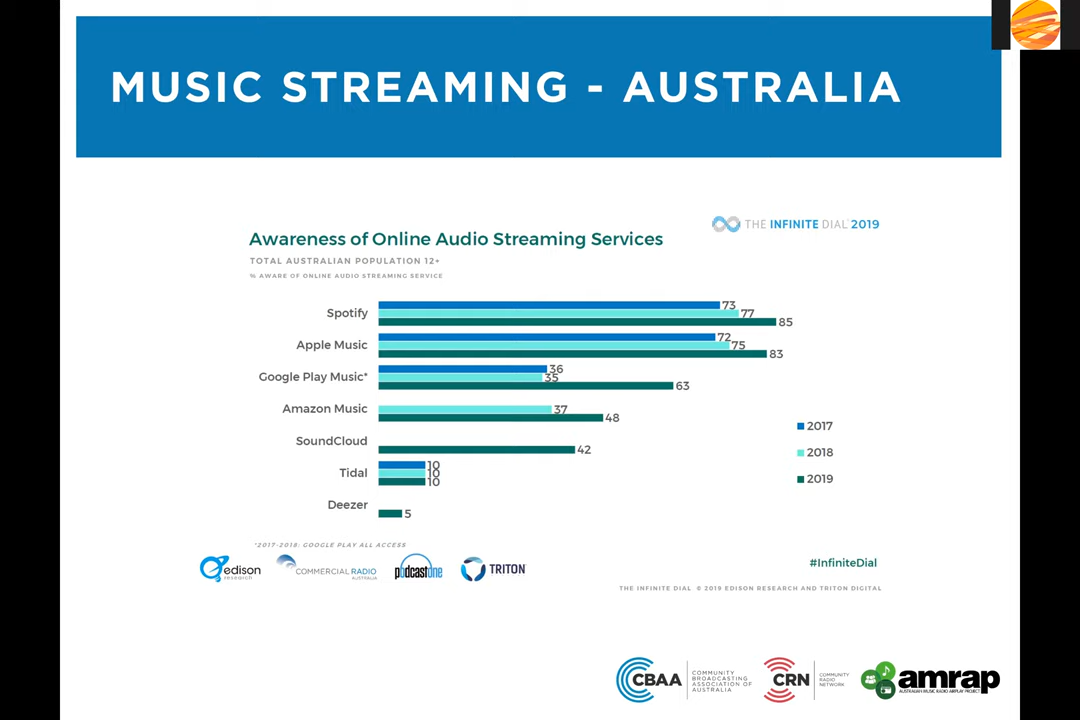 MUSIC STREAMING - AUSTRALIA
THE INFINITE DIAL 2019
Awareness of Online Audio Streaming Services
TOTAL AUSTRALIAN POPULATION 12+
% AWARE OF ONLINE AUDIO STREAMING SERVICE
Spotify 73
77
85
Apple Music 72
75
83
Google Play Music* 36
35
63
Amazon Music 37
48
SoundCloud 42
Tidal 10
10
10
Deezer 5
2017
2018
2019
*2017-2018: GOOGLE PLAY ALL ACCESS
edison
research
COMMERCIAL RADIO
AUSTRALIA
podcastone
TRITON
#InfiniteDial
THE INFINITE DIAL © 2019 EDISON RESEARCH AND TRITON DIGITAL
CBAA
COMMUNITY
BROADCASTING
ASSOCIATION OF
AUSTRALIA
CRN
COMMUNITY
RADIO
NETWORK
amrap
AUSTRALIAN MUSIC RADIO AIRPLAY PROJECT